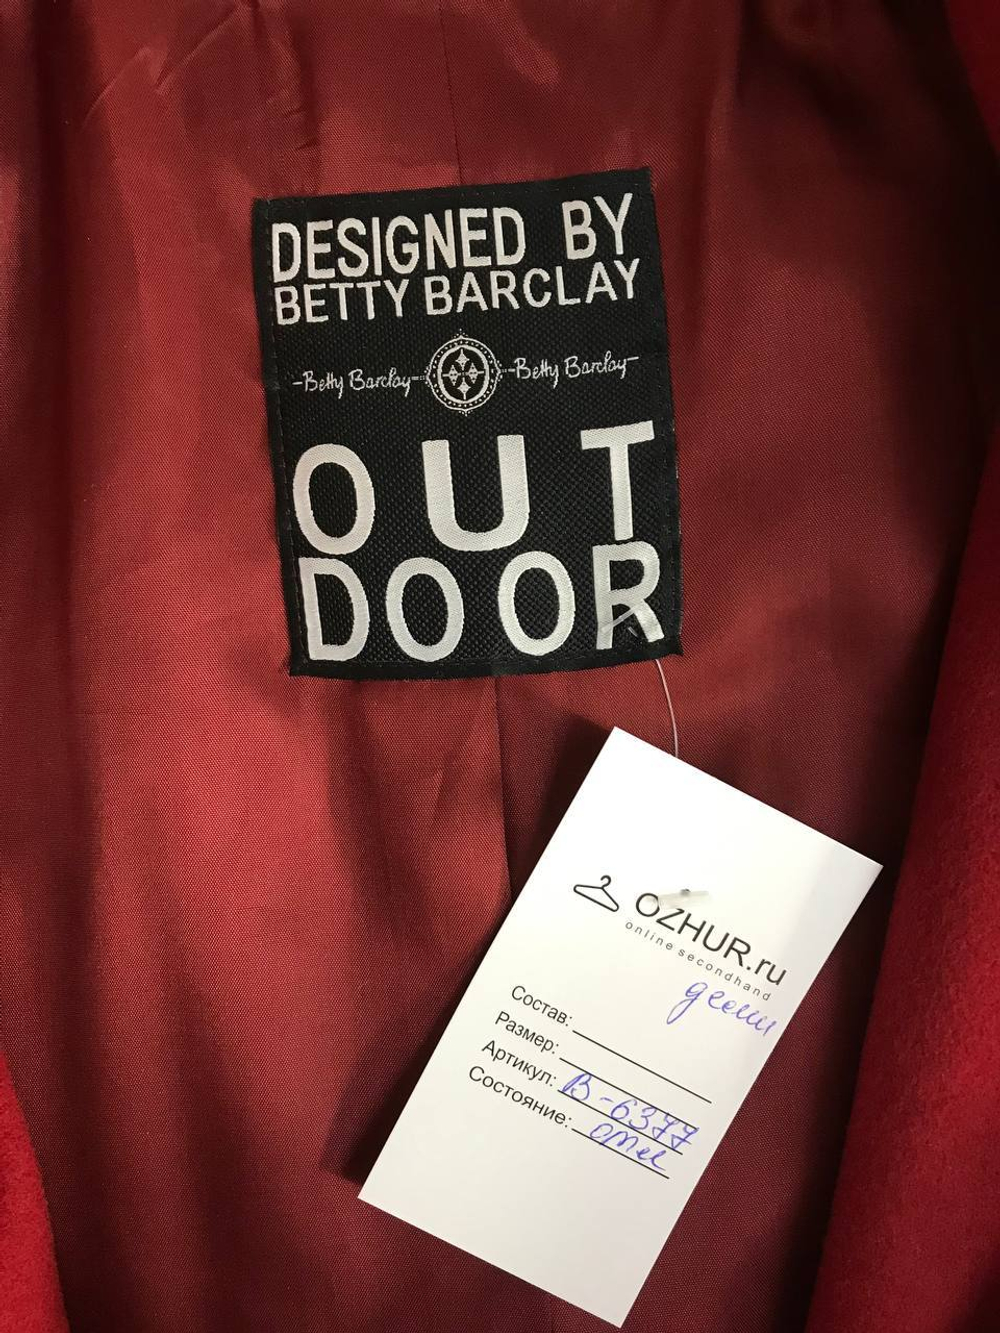 DESIGNED BY
BETTY BARCLAY
-Betty Barclay- -Betty Barclay-
OUT
DOOR
OZHUR.ru
online secondhand
деми
Состав:
Размер:
Артикул: В-6377
Состояние: отл